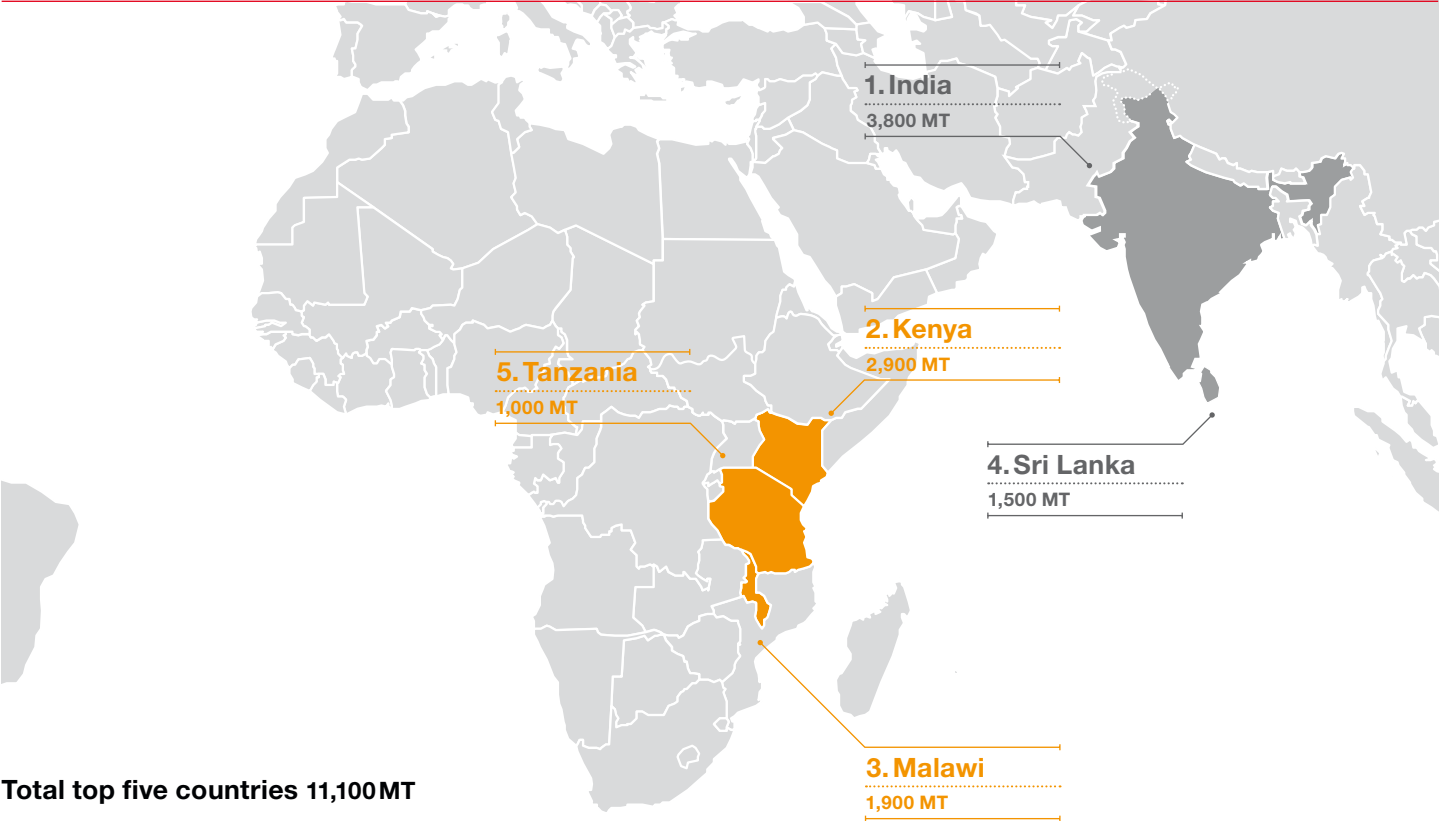 1. India
3,800 MT
2. Kenya
2,900 MT
5. Tanzania
1,000 MT
4. Sri Lanka
1,500 MT
3. Malawi
1,900 MT
Total top five countries 11,100 MT